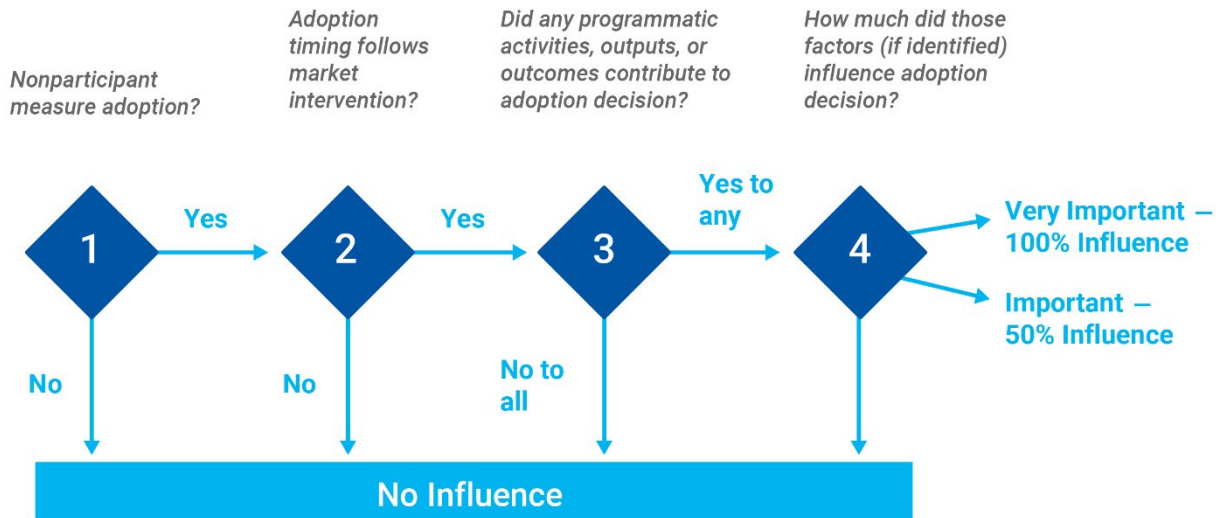 Nonparticipant
measure adoption?
Adoption
timing follows
market
intervention?
Did any programmatic
activities, outputs, or
outcomes contribute to
adoption decision?
How much did those
factors (if identified)
influence adoption
decision?
1
Yes
2
Yes
3
Yes to
any
4
Very Important –
100% Influence
Important –
50% Influence
No
No
No to
all
No Influence